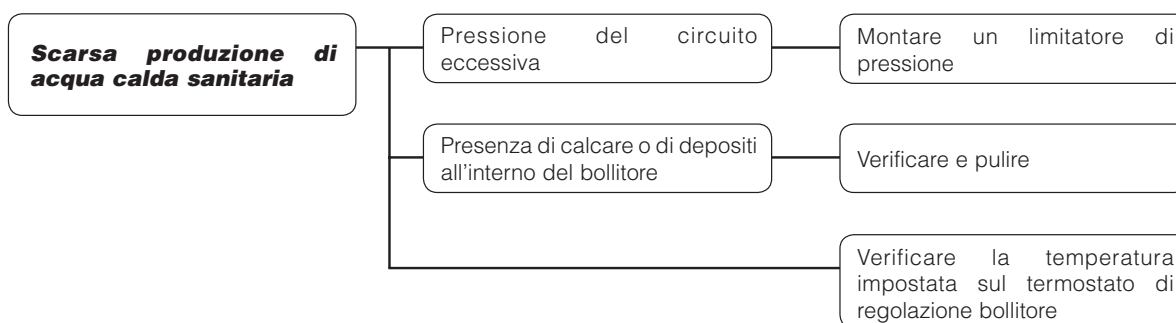 Scarsa produzione di
acqua calda sanitaria
Pressione del circuito
eccessiva
Montare un limitatore di
pressione
Presenza di calcare o di depositi
all'interno del bollitore
Verificare e pulire
Verificare la temperatura
impostata sul termostato di
regolazione bollitore